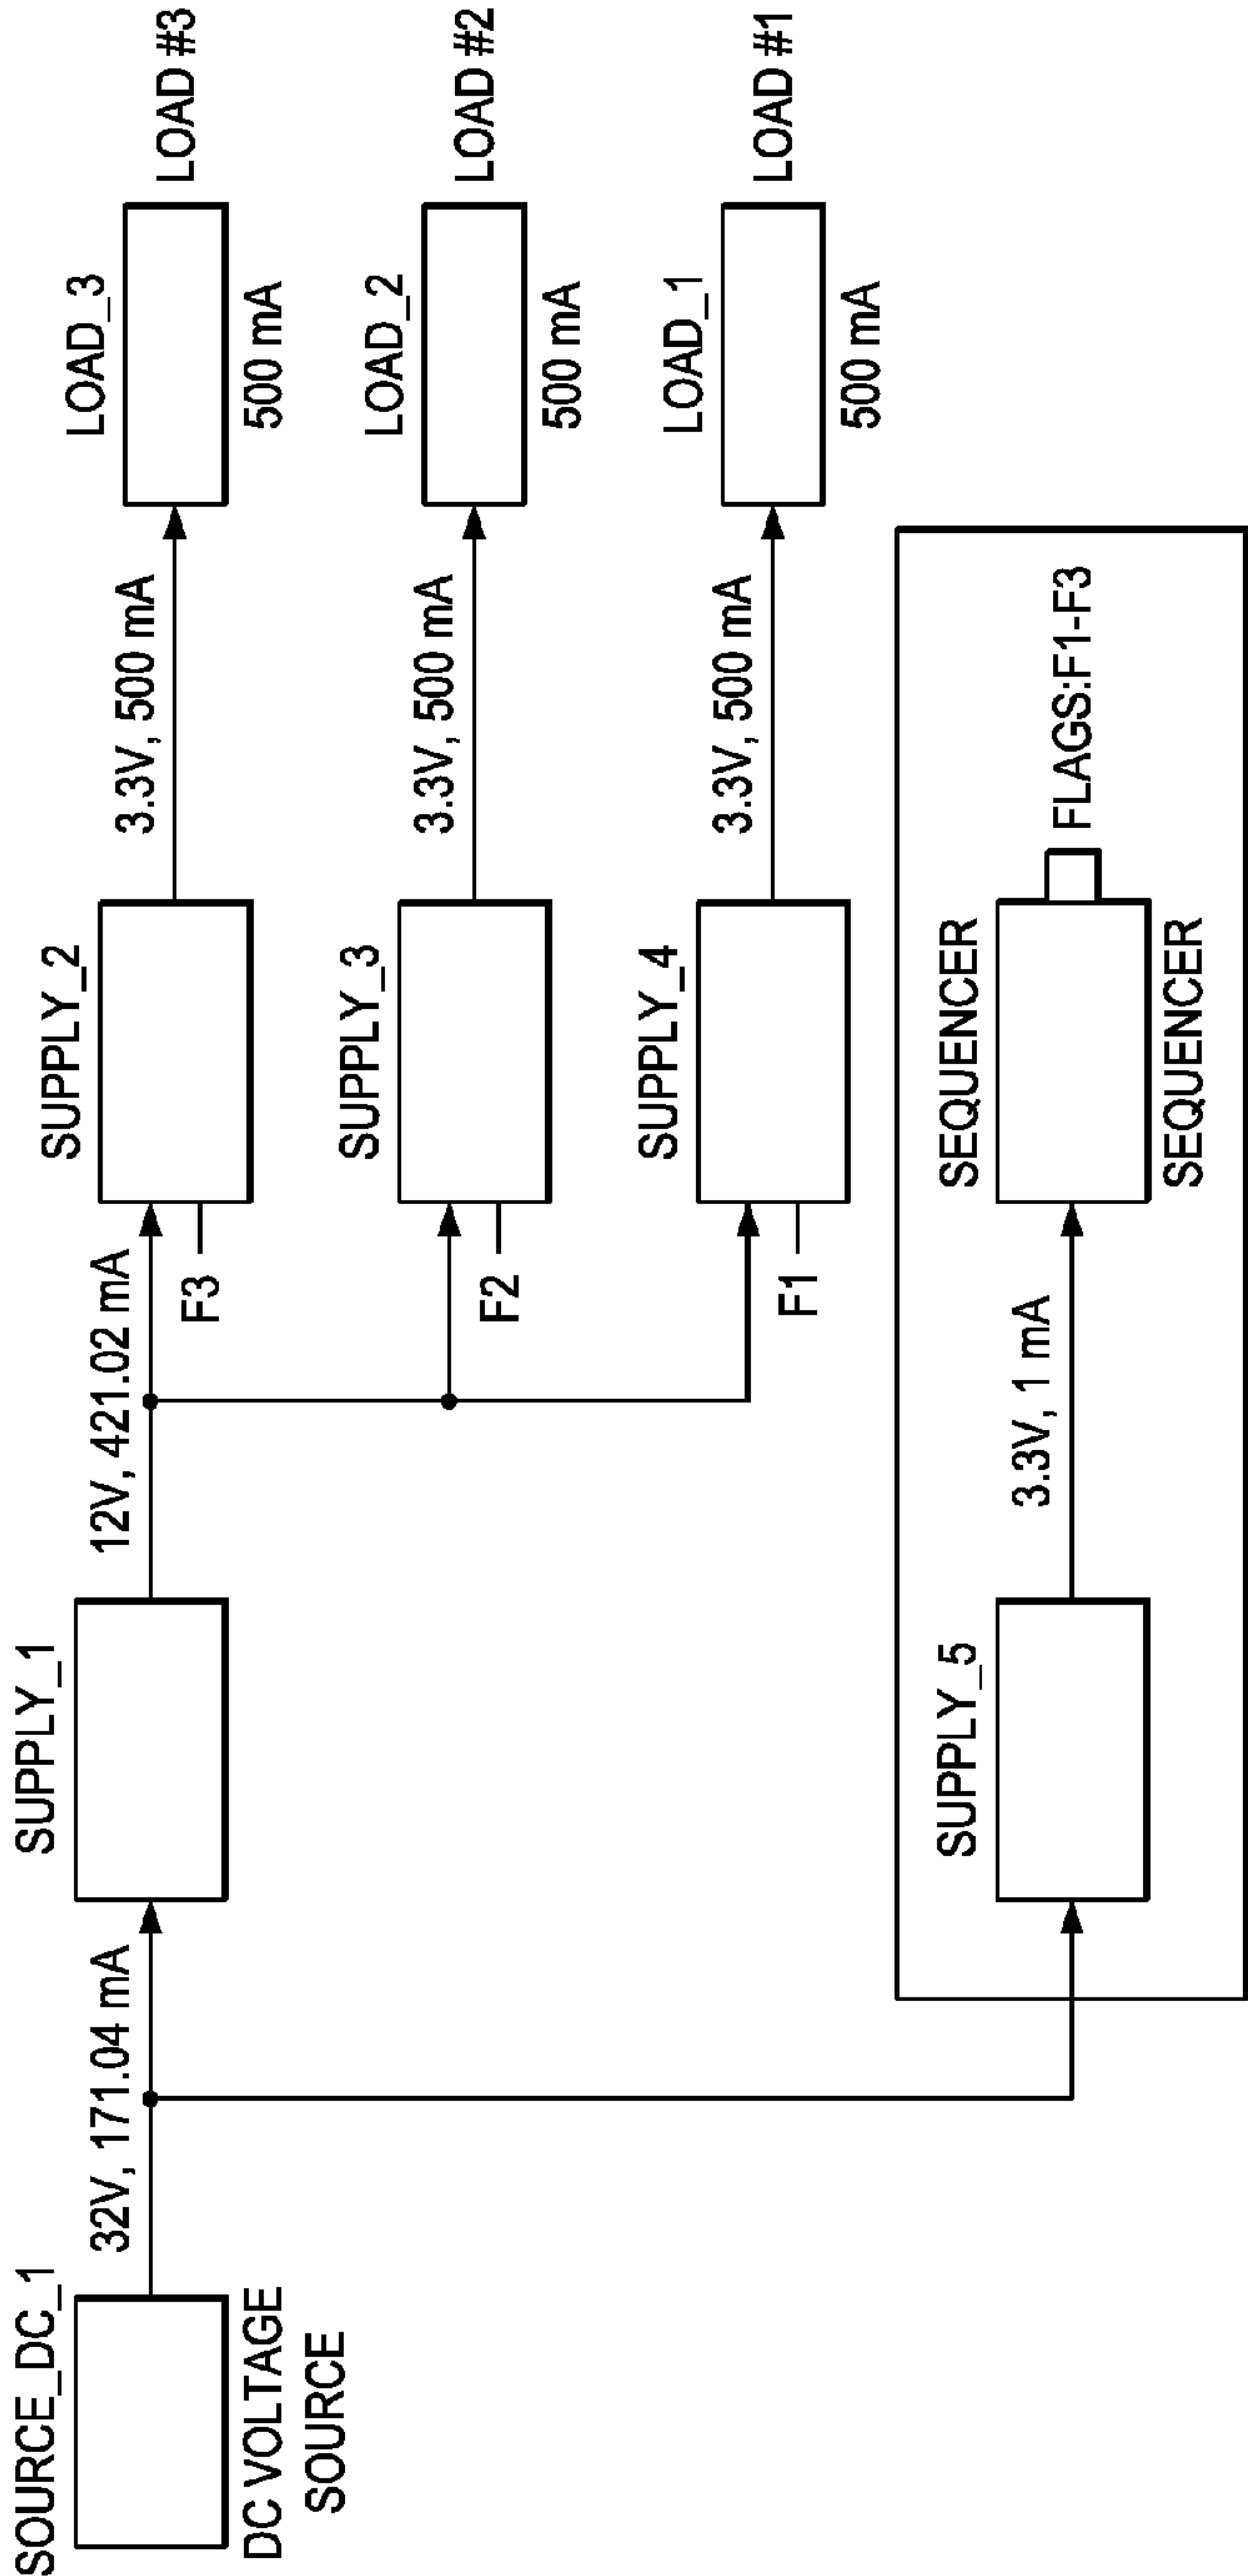 SOURCE_DC_1
DC VOLTAGE
SOURCE
32V, 171.04 mA
SUPPLY_1
12V, 421.02 mA
SUPPLY_2
F3
3.3V, 500 mA
LOAD_3
500 mA
LOAD #3
SUPPLY_3
F2
3.3V, 500 mA
LOAD_2
500 mA
LOAD #2
SUPPLY_4
F1
3.3V, 500 mA
LOAD_1
500 mA
LOAD #1
SUPPLY_5
3.3V, 1 mA
SEQUENCER
SEQUENCER
FLAGS:F1-F3